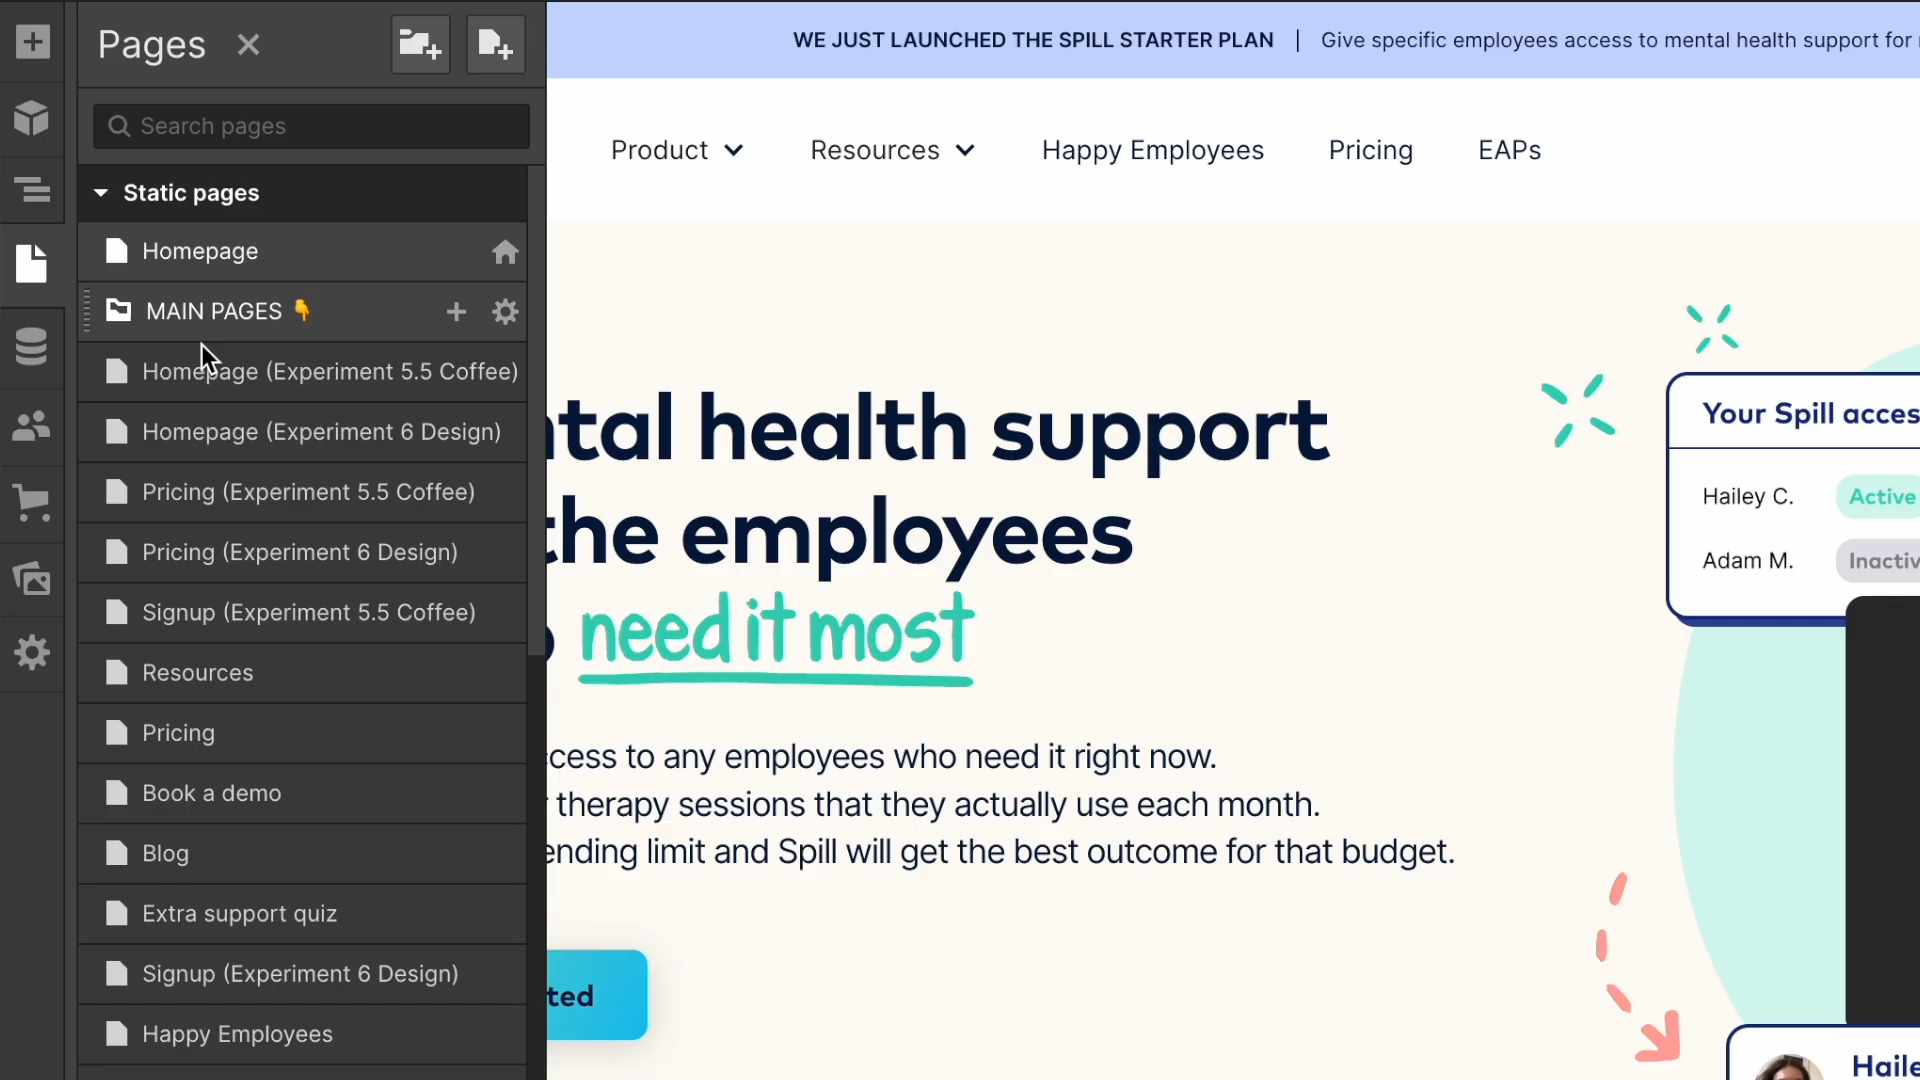 Pages
Search pages
Static pages
Homepage
MAIN PAGES 👇
Homepage (Experiment 5.5 Coffee)
Homepage (Experiment 6 Design)
Pricing (Experiment 5.5 Coffee)
Pricing (Experiment 6 Design)
Signup (Experiment 5.5 Coffee)
Resources
Pricing
Book a demo
Blog
Extra support quiz
Signup (Experiment 6 Design)
Happy Employees
WE JUST LAUNCHED THE SPILL STARTER PLAN | Give specific employees access to mental health support for
Product Resources Happy Employees Pricing EAPs
ntal health support
the employees
need it most
cess to any employees who need it right now.
therapy sessions that they actually use each month.
ending limit and Spill will get the best outcome for that budget.
ted
Your Spill acces
Hailey C. Active
Adam M. Inactiv
Haile